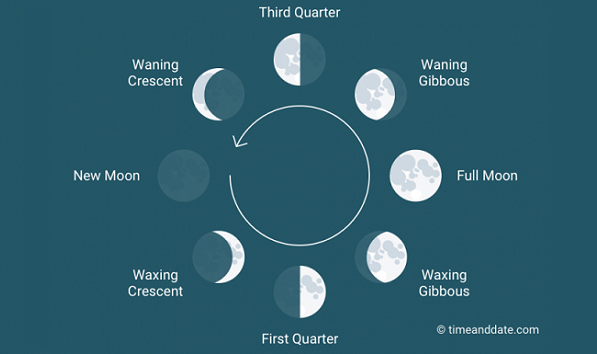 Third Quarter
Waning
Crescent
Waning
Gibbous
New Moon
Full Moon
Waxing
Crescent
Waxing
Gibbous
First Quarter
© timeanddate.com